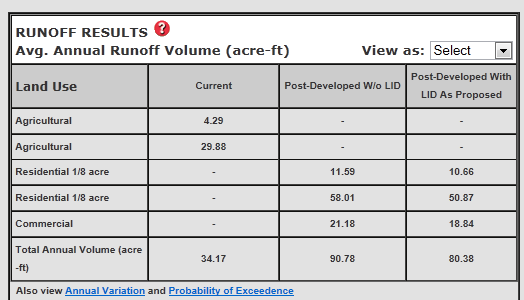 RUNOFF RESULTS ?
Avg. Annual Runoff Volume (acre-ft) View as: Select
Land Use Current Post-Developed W/o LID Post-Developed With LID As Proposed
Agricultural 4.29 - -
Agricultural 29.88 - -
Residential 1/8 acre - 11.59 10.66
Residential 1/8 acre - 58.01 50.87
Commercial - 21.18 18.84
Total Annual Volume (acre-ft) 34.17 90.78 80.38
Also view Annual Variation and Probability of Exceedence